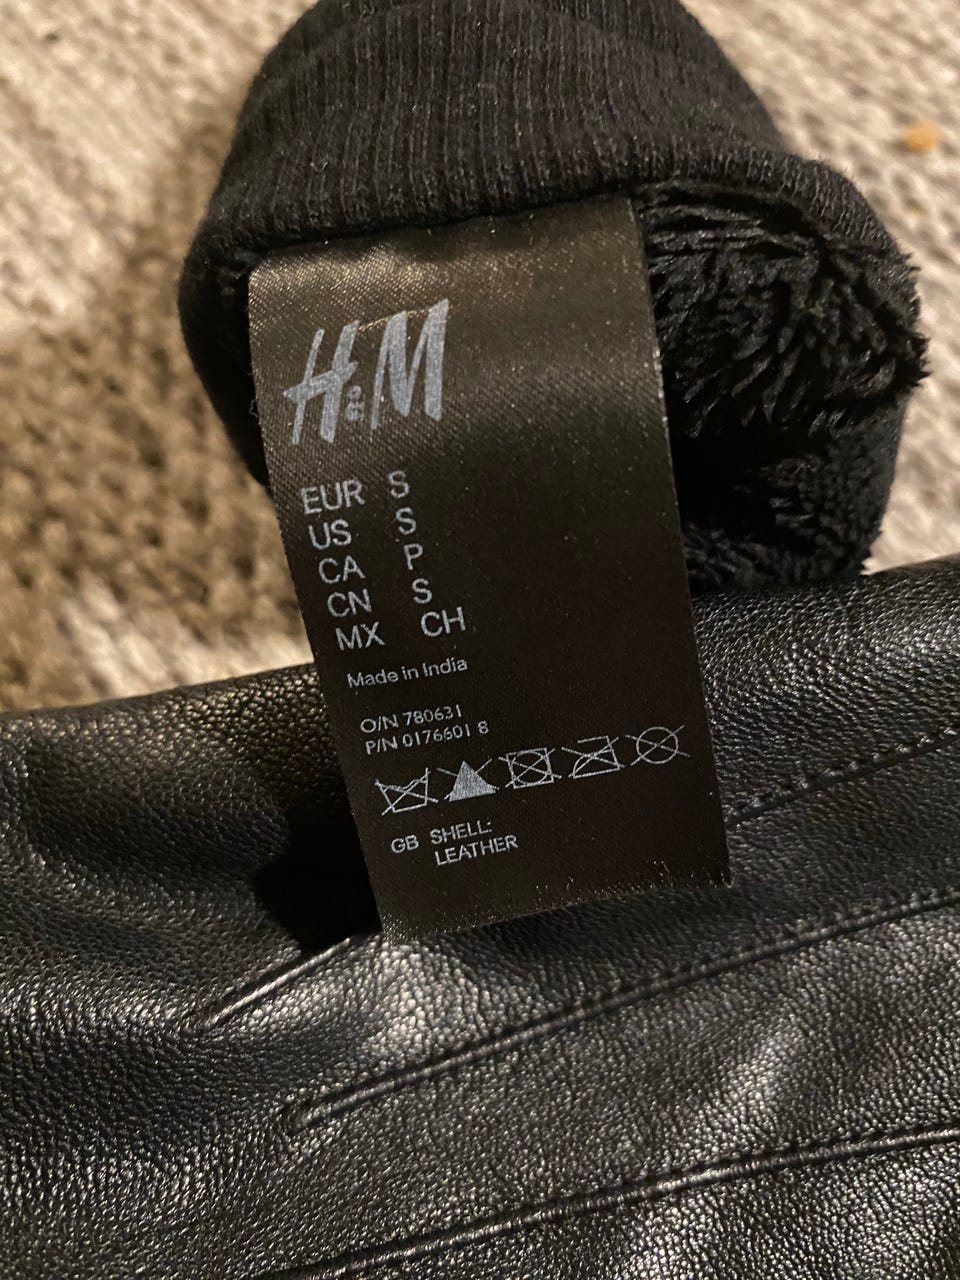 H&M
EUR S
US S
CA P
CN S
MX CH
Made in India
O/N 780631
P/N 0176601 8
GB SHELL:
LEATHER